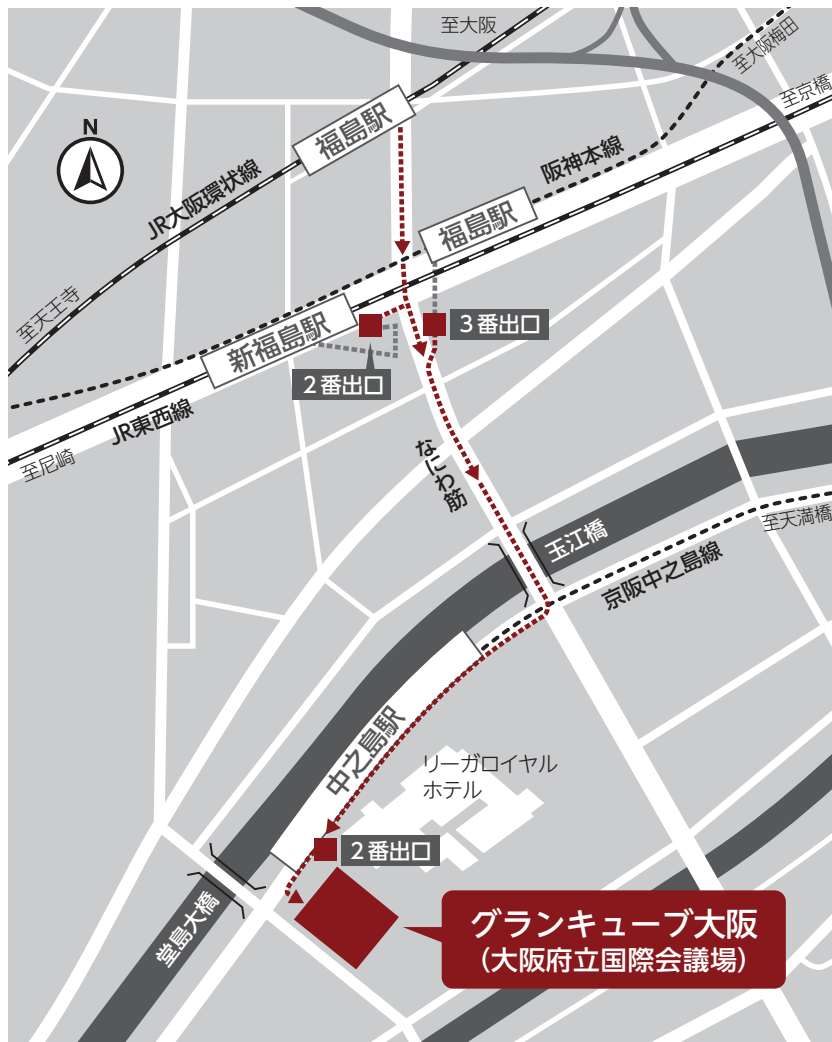 至大阪
至大阪梅田
至京橋
N
福島駅
阪神本線
JR大阪環状線
福島駅
至天王寺
新福島駅
3番出口
2番出口
JR東西線
至尼崎
なにわ筋
玉江橋
至天満橋
京阪中之島線
中之島駅
リーガロイヤル
ホテル
2番出口
堂島大橋
グランキューブ大阪
（大阪府立国際会議場）